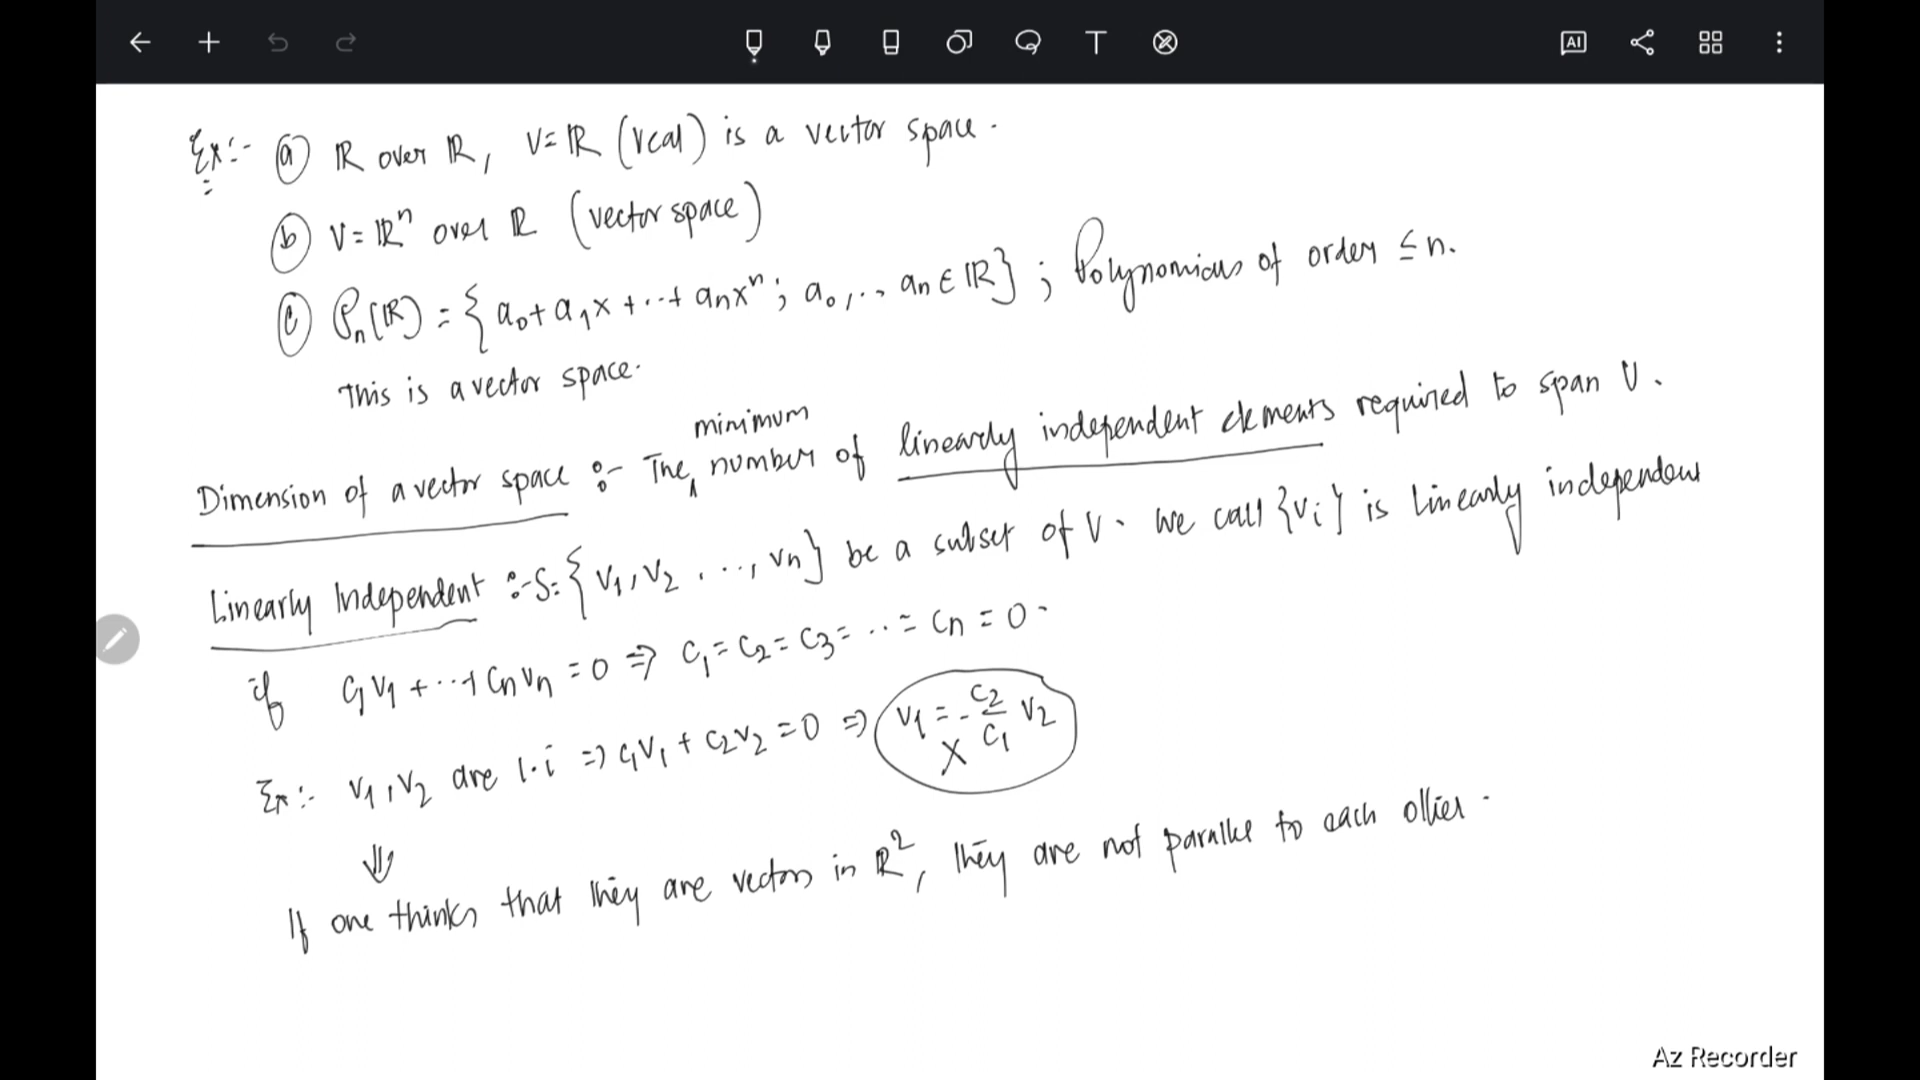 Ex:- (a) ℝ over ℝ, V=ℝ (real) is a vector space.
(b) V=ℝⁿ over ℝ (vector space)
(c) Pₙ(ℝ) = { a₀+a₁x+..+aₙxⁿ; a₀,.., aₙ∈ℝ} ; Polynomials of order ≤n.
This is a vector space.
Dimension of a vector space :- The minimum number of linearly independent elements required to span V.
Linearly Independent :- S={v₁,v₂,...,vₙ} be a subset of V. We call {vᵢ} is linearly independent
if c₁v₁+..+cₙvₙ=0 ⇒ c₁=c₂=c₃=..=cₙ=0.
Ex:- v₁,v₂ are l.i ⇒ c₁v₁+c₂v₂=0 ⇒ v₁=-c₂/c₁ v₂ X
⇓
If one thinks that they are vectors in ℝ², they are not parallel to each other.
AI
T
Az Recorder